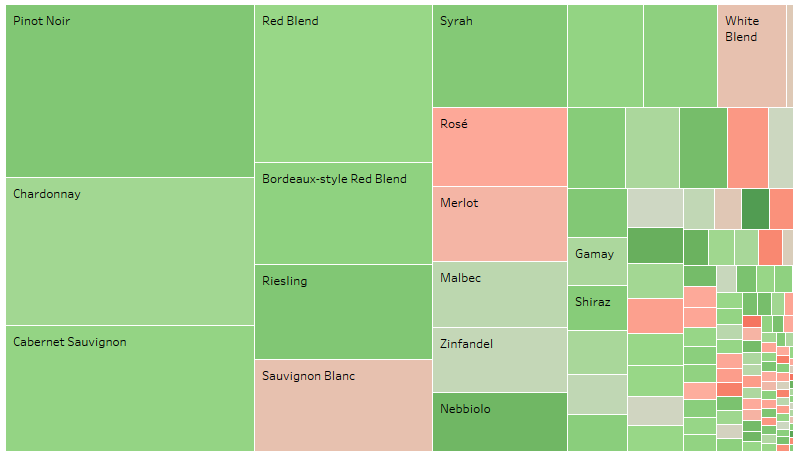 Pinot Noir
Chardonnay
Cabernet Sauvignon
Red Blend
Bordeaux-style Red Blend
Riesling
Sauvignon Blanc
Syrah
Rosé
Merlot
Malbec
Zinfandel
Nebbiolo
Gamay
Shiraz
White
Blend